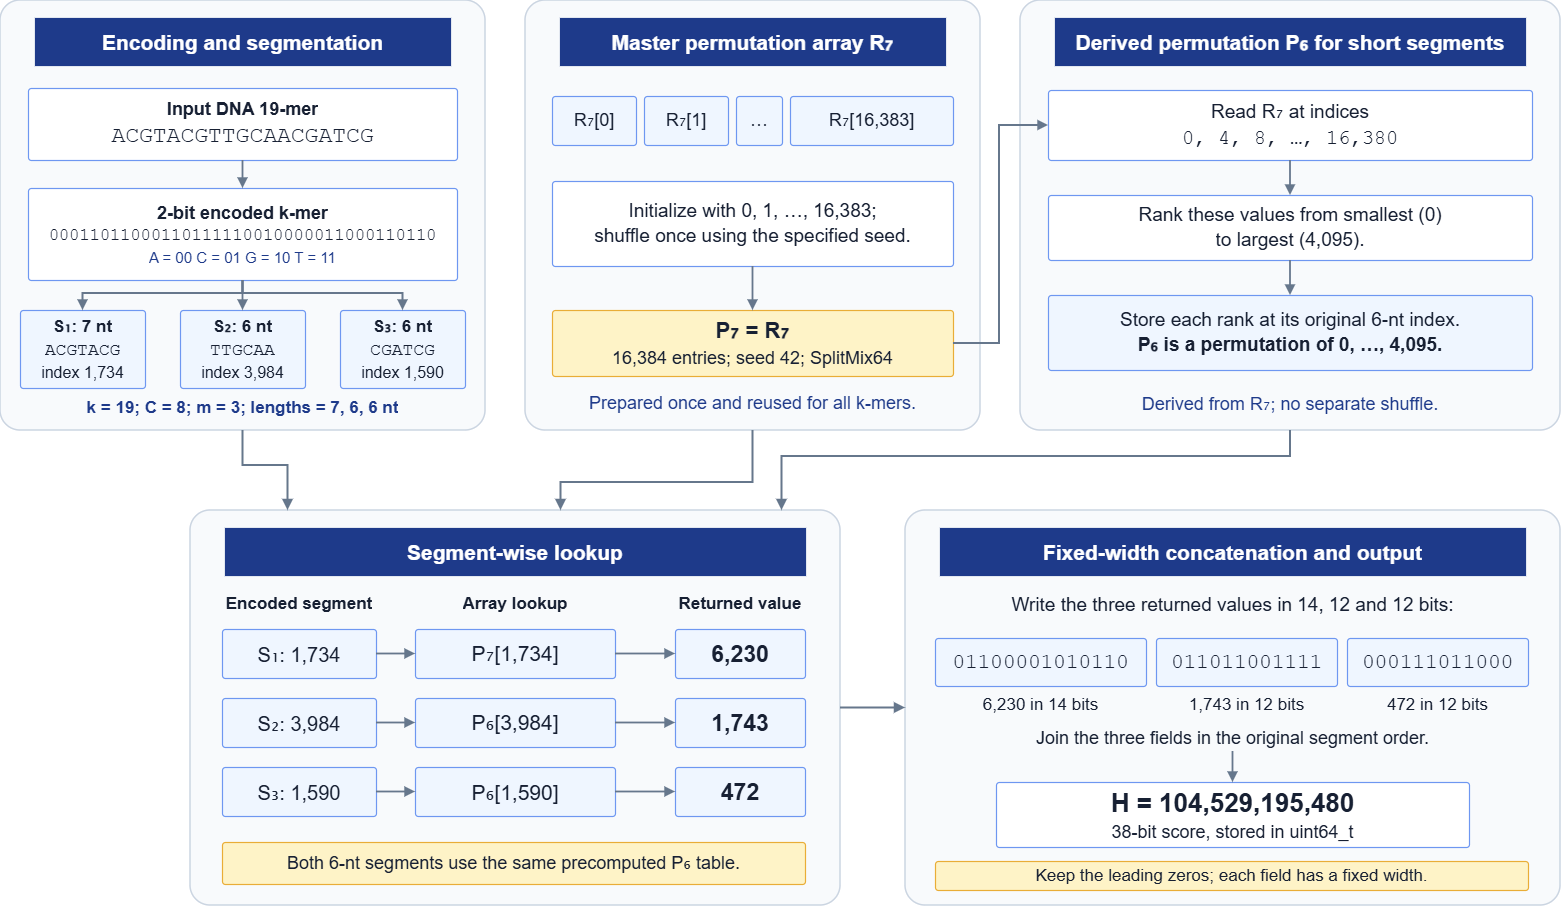 Encoding and segmentation
Input DNA 19-mer
ACGTACGTTGCAACGATCG
2-bit encoded k-mer
00011011000110111110010000011000110110
A = 00 C = 01 G = 10 T = 11
S₁: 7 nt
ACGTACG
index 1,734
S₂: 6 nt
TTGCAA
index 3,984
S₃: 6 nt
CGATCG
index 1,590
k = 19; C = 8; m = 3; lengths = 7, 6, 6 nt
Master permutation array R₇
R₇[0]
R₇[1]
…
R₇[16,383]
Initialize with 0, 1, …, 16,383;
shuffle once using the specified seed.
P₇ = R₇
16,384 entries; seed 42; SplitMix64
Prepared once and reused for all k-mers.
Derived permutation P₆ for short segments
Read R₇ at indices
0, 4, 8, …, 16,380
Rank these values from smallest (0)
to largest (4,095).
Store each rank at its original 6-nt index.
P₆ is a permutation of 0, …, 4,095.
Derived from R₇; no separate shuffle.
Segment-wise lookup
Encoded segment
Array lookup
Returned value
S₁: 1,734
P₇[1,734]
6,230
S₂: 3,984
P₆[3,984]
1,743
S₃: 1,590
P₆[1,590]
472
Both 6-nt segments use the same precomputed P₆ table.
Fixed-width concatenation and output
Write the three returned values in 14, 12 and 12 bits:
01100001010110
011011001111
000111011000
6,230 in 14 bits
1,743 in 12 bits
472 in 12 bits
Join the three fields in the original segment order.
H = 104,529,195,480
38-bit score, stored in uint64_t
Keep the leading zeros; each field has a fixed width.